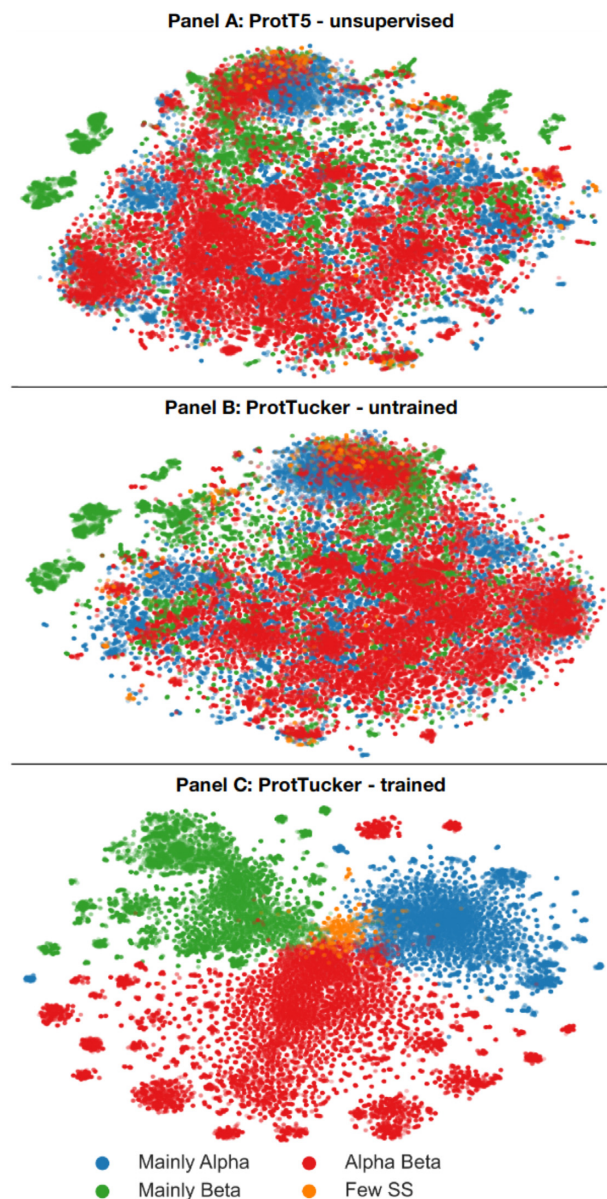 Panel A: ProtT5 - unsupervised
Panel B: ProtTucker - untrained
Panel C: ProtTucker - trained
Mainly Alpha
Alpha Beta
Mainly Beta
Few SS